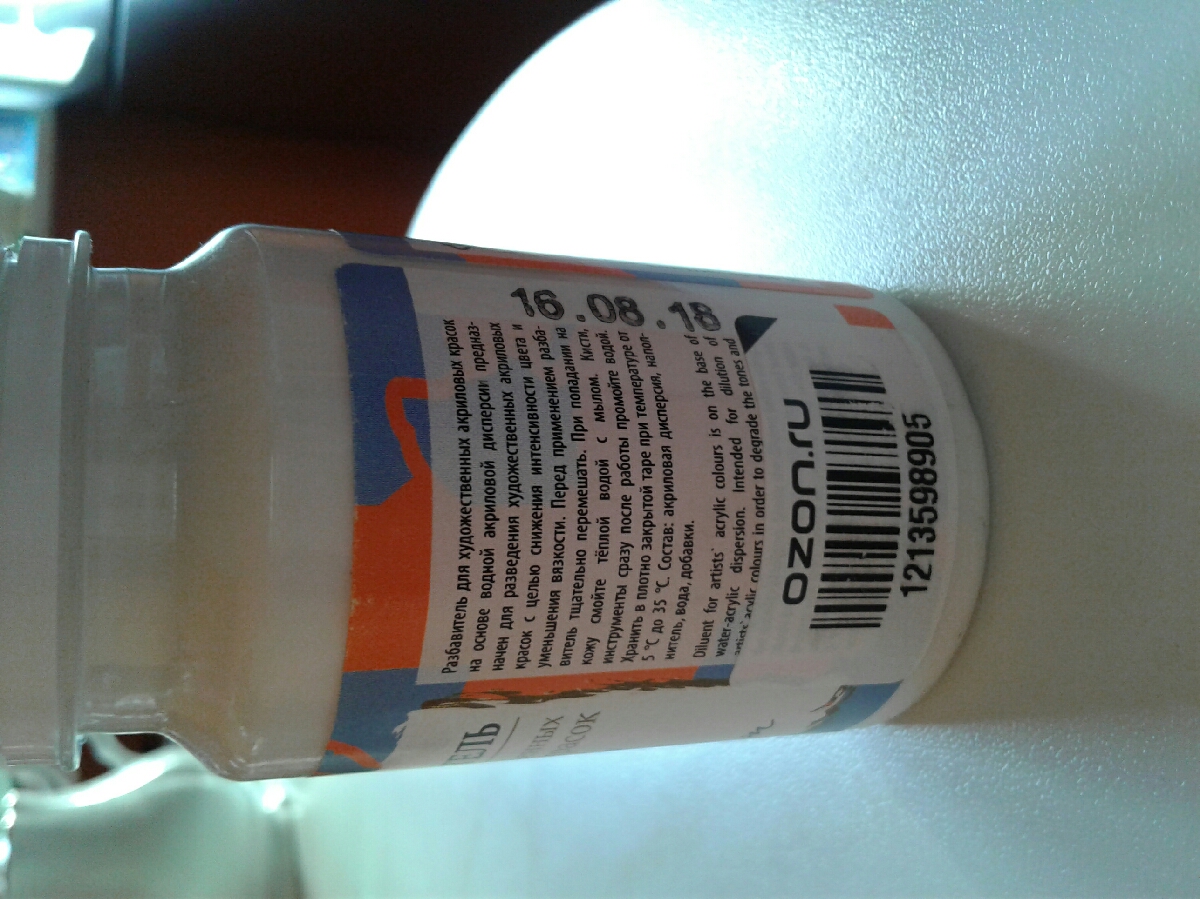 ЕЛЬ
ННЫХ
АСОК
16.08.18
Разбавитель для художественных акриловых красок
на основе водной акриловой дисперсии предназ-
начен для разведения художественных акриловых
красок с целью снижения интенсивности цвета и
уменьшения вязкости. Перед применением разба-
витель тщательно перемешать. При попадании на
кожу смойте тёплой водой с мылом. Кисти,
инструменты сразу после работы промойте водой.
Хранить в плотно закрытой таре при температуре от
5 °C до 35 °C. Состав: акриловая дисперсия, напол-
нитель, вода, добавки.
Diluent for artists` acrylic colours is on the base of
water-acrylic dispersion. Intended for dilution of
artists` acrylic colours in order to degrade the tones and
ozon.ru
1213598905